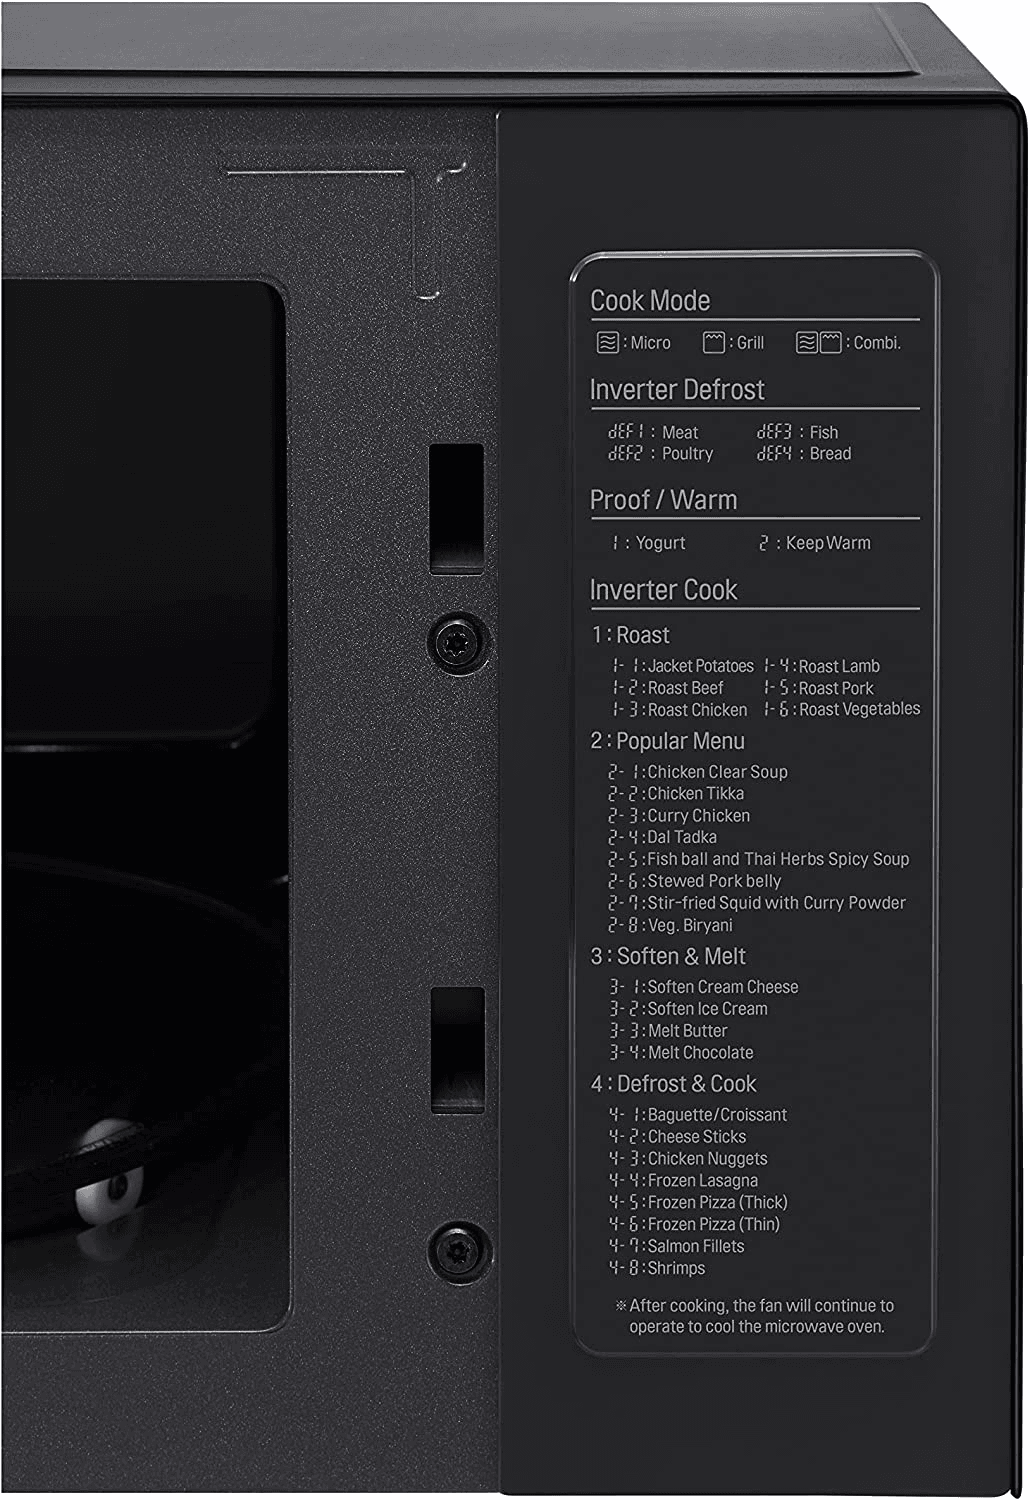 Cook Mode
: Micro : Grill : Combi.
Inverter Defrost
dEF1 : Meat dEF3 : Fish
dEF2 : Poultry dEF4 : Bread
Proof / Warm
1 : Yogurt 2 : Keep Warm
Inverter Cook
1 : Roast
1- 1 : Jacket Potatoes 1- 4 : Roast Lamb
1- 2 : Roast Beef 1- 5 : Roast Pork
1- 3 : Roast Chicken 1- 6 : Roast Vegetables
2 : Popular Menu
2- 1 : Chicken Clear Soup
2- 2 : Chicken Tikka
2- 3 : Curry Chicken
2- 4 : Dal Tadka
2- 5 : Fish ball and Thai Herbs Spicy Soup
2- 6 : Stewed Pork belly
2- 7 : Stir-fried Squid with Curry Powder
2- 8 : Veg. Biryani
3 : Soften & Melt
3- 1 : Soften Cream Cheese
3- 2 : Soften Ice Cream
3- 3 : Melt Butter
3- 4 : Melt Chocolate
4 : Defrost & Cook
4- 1 : Baguette/Croissant
4- 2 : Cheese Sticks
4- 3 : Chicken Nuggets
4- 4 : Frozen Lasagna
4- 5 : Frozen Pizza (Thick)
4- 6 : Frozen Pizza (Thin)
4- 7 : Salmon Fillets
4- 8 : Shrimps
※ After cooking, the fan will continue to
operate to cool the microwave oven.